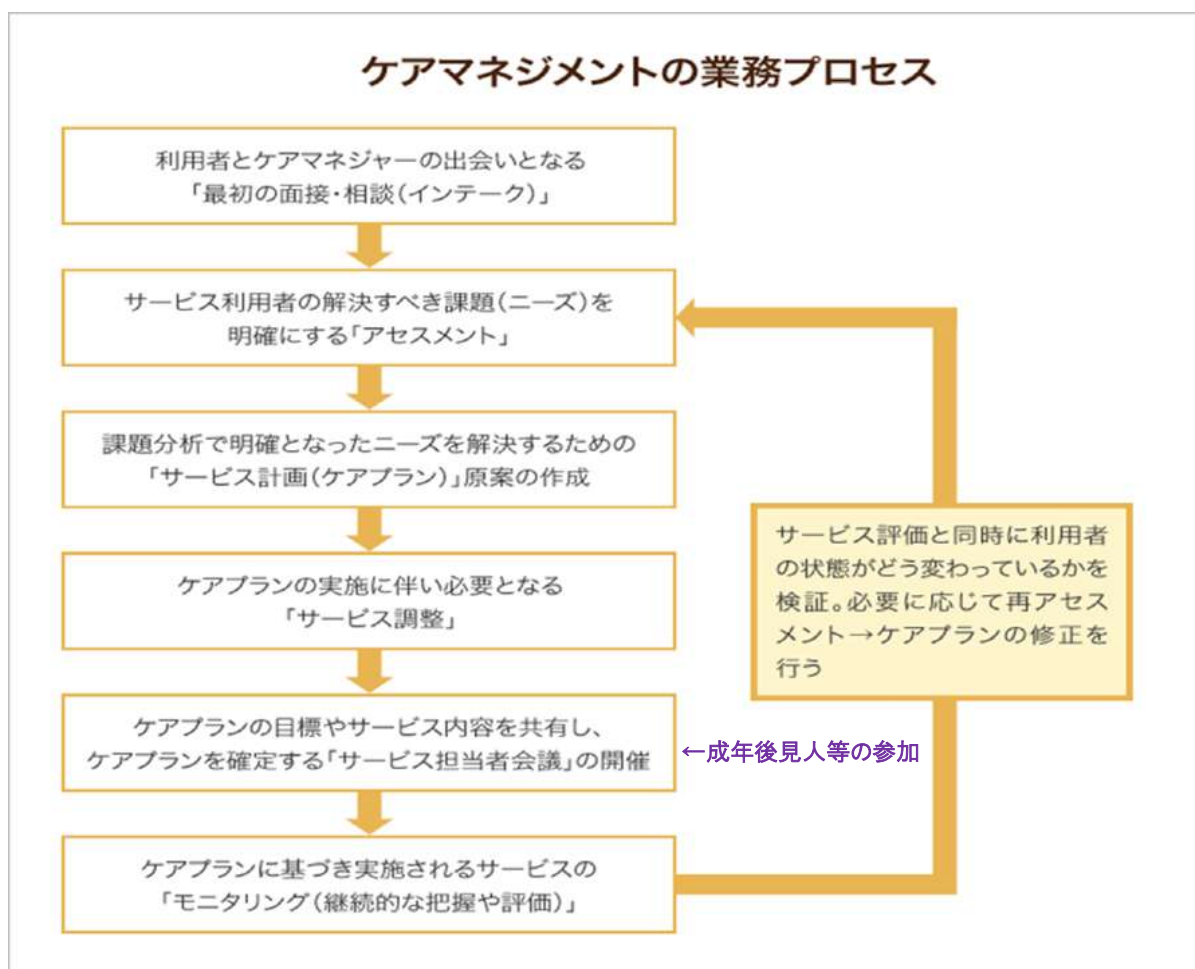 ケアマネジメントの業務プロセス
利用者とケアマネジャーの出会いとなる
「最初の面接・相談(インテーク)」
サービス利用者の解決すべき課題(ニーズ)を
明確にする「アセスメント」
課題分析で明確となったニーズを解決するための
「サービス計画(ケアプラン)」原案の作成
ケアプランの実施に伴い必要となる
「サービス調整」
ケアプランの目標やサービス内容を共有し、
ケアプランを確定する「サービス担当者会議」の開催
←成年後見人等の参加
ケアプランに基づき実施されるサービスの
「モニタリング(継続的な把握や評価)」
サービス評価と同時に利用者
の状態がどう変わっているかを
検証。必要に応じて再アセス
メント→ケアプランの修正を
行う